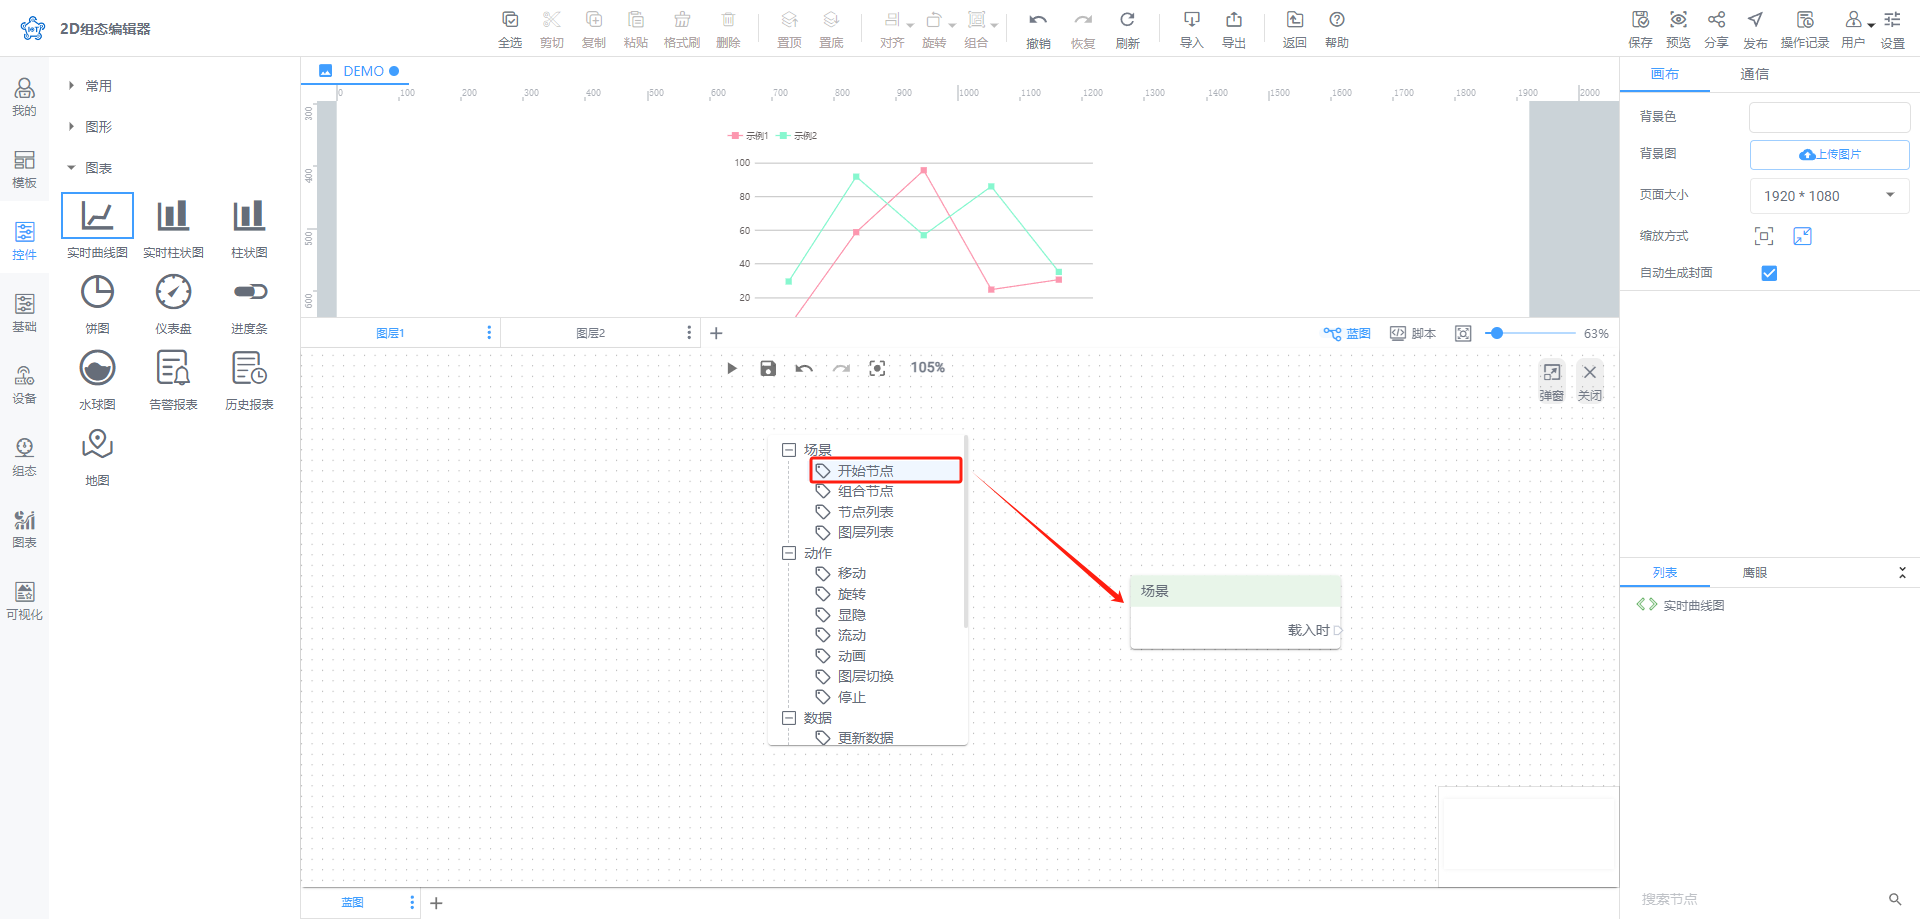 2D组态编辑器
全选 剪切 复制 粘贴 格式刷 删除 置顶 置底 对齐 旋转 组合 撤销 恢复 刷新 导入 导出 返回 帮助
保存 预览 分享 发布 操作记录 用户 设置
我的
模板
控件
基础
设备
组态
图表
可视化
常用
图形
图表
实时曲线图 实时柱状图 柱状图
饼图 仪表盘 进度条
水球图 告警报表 历史报表
地图
DEMO
0 100 200 300 400 500 600 700 800 900 1000 1100 1200 1300 1400 1500 1600 1700 1800 1900 2000
300
400
500
600
示例1 示例2
100
80
60
40
20
图层1 图层2
蓝图 脚本 63%
105%
弹窗 关闭
场景
开始节点
组合节点
节点列表
图层列表
动作
移动
旋转
显隐
流动
动画
图层切换
停止
数据
更新数据
场景
载入时
蓝图
画布 通信
背景色
背景图 上传图片
页面大小 1920 * 1080
缩放方式
自动生成封面
列表 鹰眼
实时曲线图
搜索节点